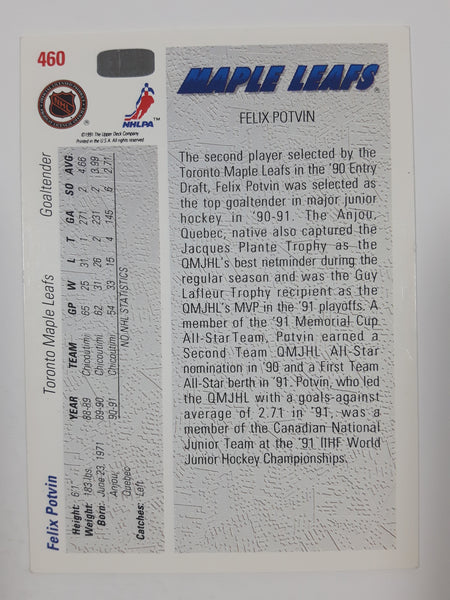 460
NHL
NHLPA™
©1991 The Upper Deck Company
Printed in the U.S.A. All rights reserved.
MAPLE LEAFS®
FELIX POTVIN
The second player selected by the
Toronto Maple Leafs in the '90 Entry
Draft, Felix Potvin was selected as
the top goaltender in major junior
hockey in '90-91. The Anjou,
Quebec, native also captured the
Jacques Plante Trophy as the
QMJHL's best netminder during the
regular season and was the Guy
Lafleur Trophy recipient as the
QMJHL's MVP in the '91 playoffs. A
member of the '91 Memorial Cup
All-Star Team, Potvin earned a
Second Team QMJHL All-Star
nomination in '90 and a First Team
All-Star berth in '91. Potvin, who led
the QMJHL with a goals-against
average of 2.71 in '91, was a
member of the Canadian National
Junior Team at the '91 IIHF World
Junior Hockey Championships.
Felix Potvin Toronto Maple Leafs Goaltender
Height: 6'1"
Weight: 183 lbs.
Born: June 23, 1971
Anjou,
Quebec
Catches: Left
YEAR TEAM GP W L T GA SO AVG.
88-89 Chicoutimi 65 25 31 1 271 2 4.66
89-90 Chicoutimi 62 31 26 2 231 2 3.99
90-91 Chicoutimi 54 33 15 4 145 6 2.71
NO NHL STATISTICS